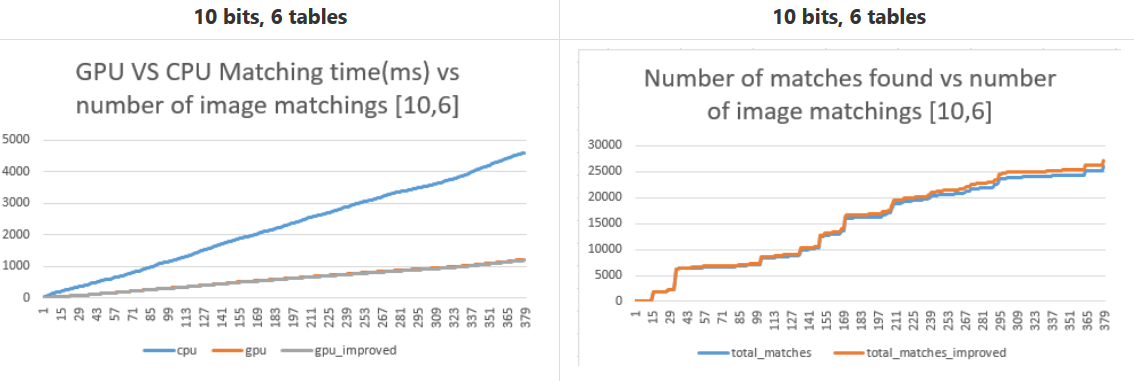 10 bits, 6 tables
GPU VS CPU Matching time(ms) vs
number of image matchings [10,6]
5000
4000
3000
2000
1000
0
1 15 29 43 57 71 85 99 113 127 141 155 169 183 197 211 225 239 253 267 281 295 309 323 337 351 365 379
cpu gpu gpu_improved
10 bits, 6 tables
Number of matches found vs number
of image matchings [10,6]
30000
25000
20000
15000
10000
5000
0
1 15 29 43 57 71 85 99 113 127 141 155 169 183 197 211 225 239 253 267 281 295 309 323 337 351 365 379
total_matches total_matches_improved